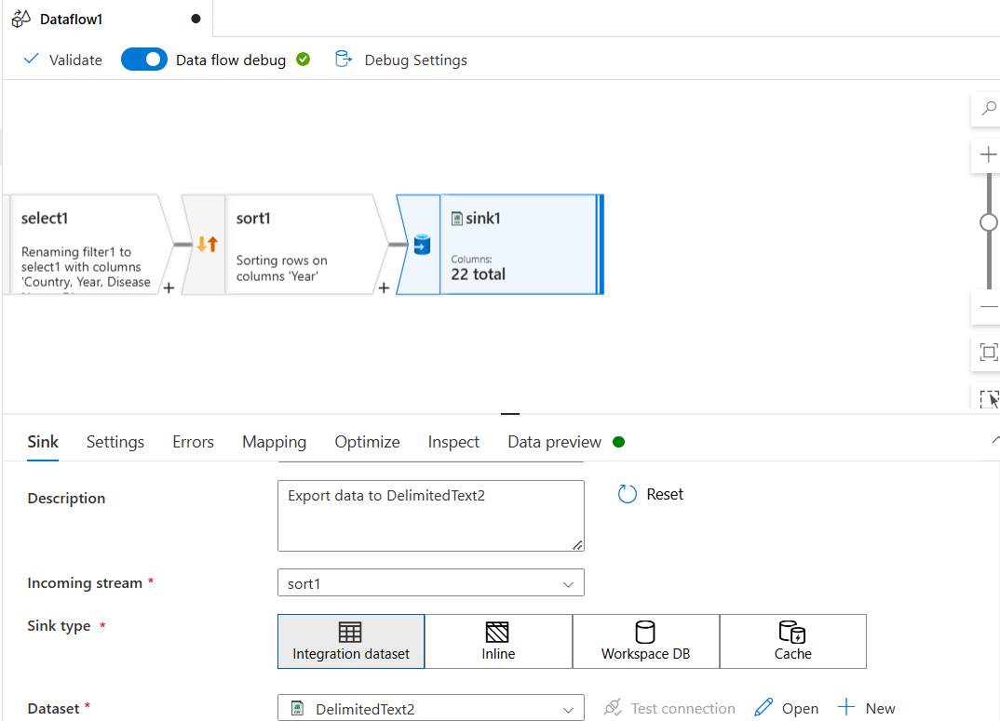 Dataflow1
Validate
Data flow debug
Debug Settings
select1
Renaming filter1 to
select1 with columns
'Country, Year, Disease
sort1
Sorting rows on
columns 'Year'
sink1
Columns:
22 total
Sink
Settings
Errors
Mapping
Optimize
Inspect
Data preview
Description
Export data to DelimitedText2
Reset
Incoming stream *
sort1
Sink type *
Integration dataset
Inline
Workspace DB
Cache
Dataset *
DelimitedText2
Test connection
Open
New